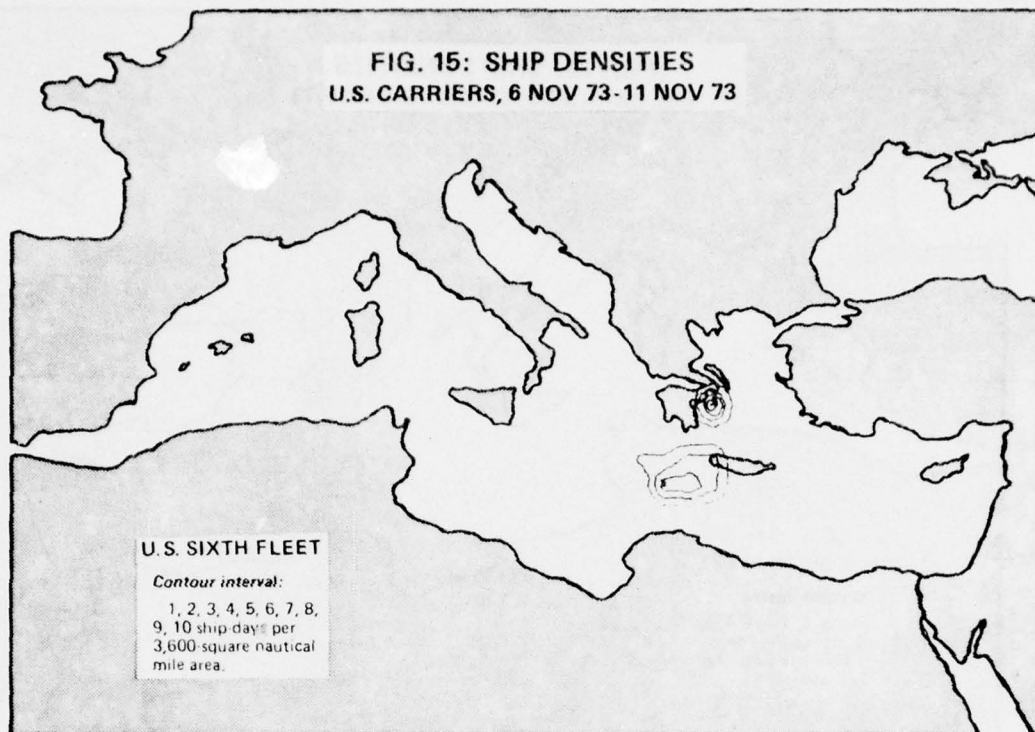 FIG. 15: SHIP DENSITIES
U.S. CARRIERS, 6 NOV 73-11 NOV 73
U.S. SIXTH FLEET
Contour interval:
1, 2, 3, 4, 5, 6, 7, 8,
9, 10 ship-days per
3,600-square nautical
mile area.